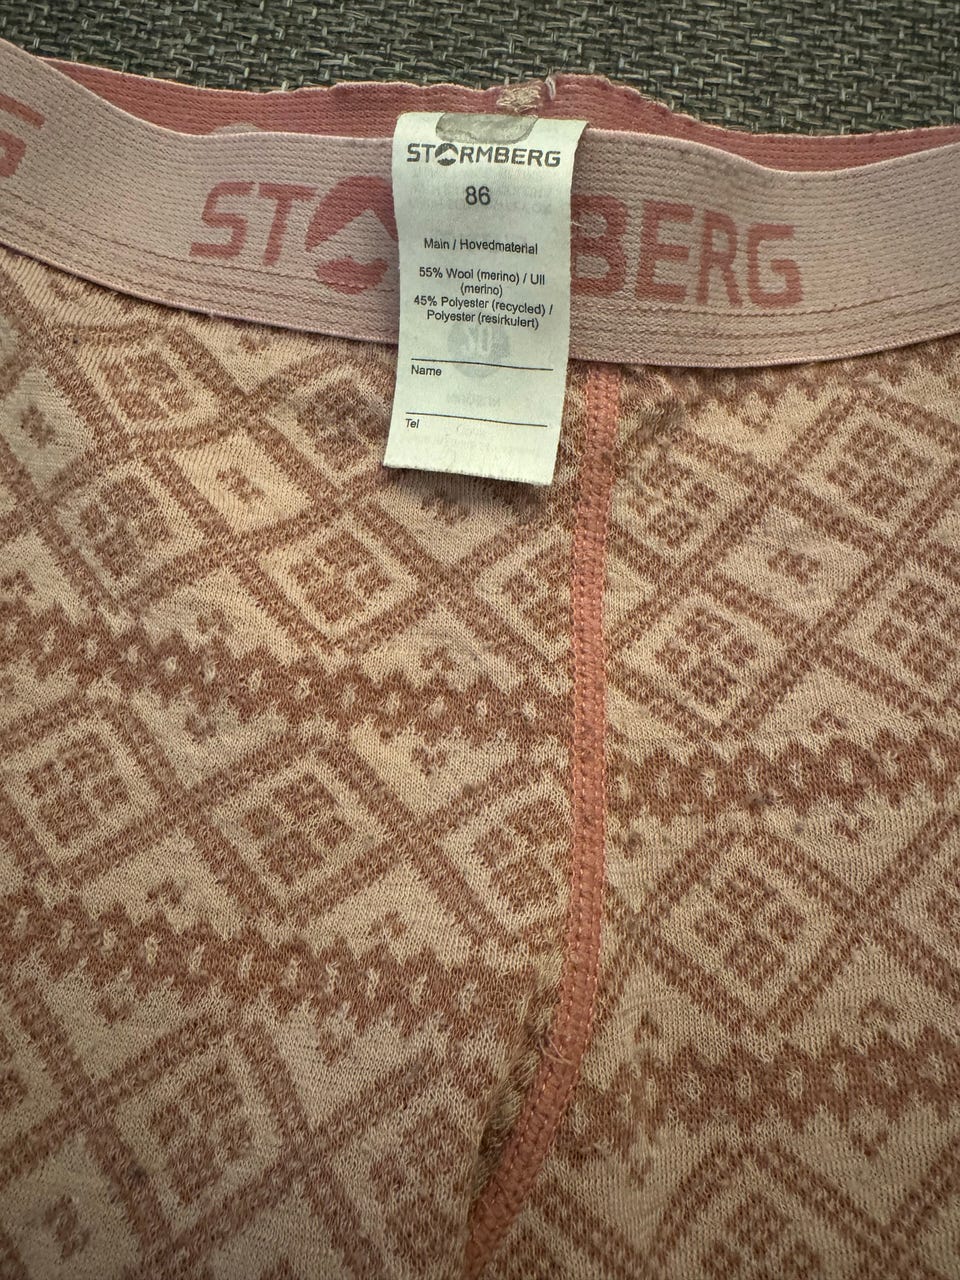 STORMBERG
86
Main / Hovedmaterial
55% Wool (merino) / Ull
(merino)
45% Polyester (recycled) /
Polyester (resirkulert)
Name
Tel
ST BERG